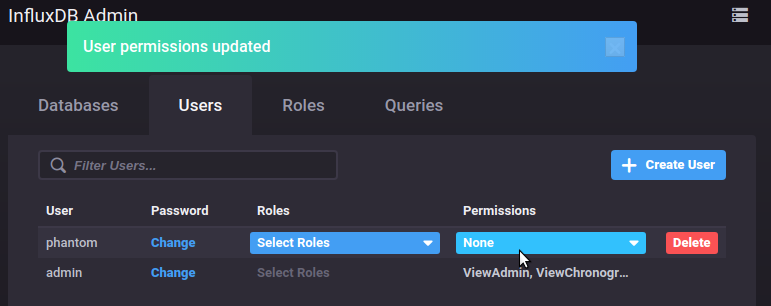 InfluxDB Admin
User permissions updated
Databases Users Roles Queries
Filter Users...
Create User
User Password Roles Permissions
phantom Change Select Roles None Delete
admin Change Select Roles ViewAdmin, ViewChronogr...